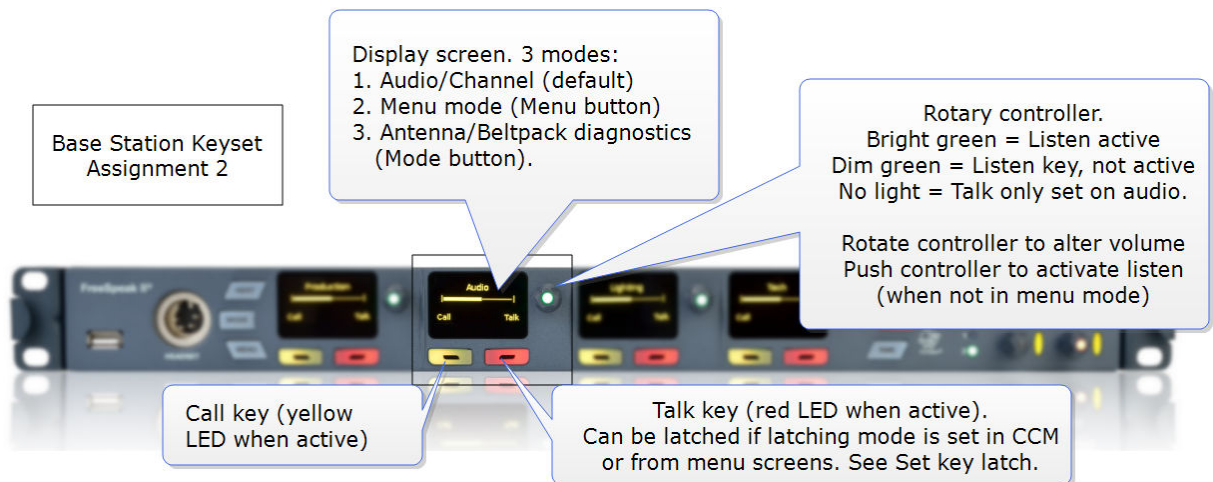 Display screen. 3 modes:
1. Audio/Channel (default)
2. Menu mode (Menu button)
3. Antenna/Beltpack diagnostics
(Mode button).
Base Station Keyset
Assignment 2
Rotary controller.
Bright green = Listen active
Dim green = Listen key, not active
No light = Talk only set on audio.
Rotate controller to alter volume
Push controller to activate listen
(when not in menu mode)
FreeSpeak II
Production
Call Talk
Audio
Call Talk
Lighting
Call Talk
Tech
Call
Call key (yellow
LED when active)
Talk key (red LED when active).
Can be latched if latching mode is set in CCM
or from menu screens. See Set key latch.